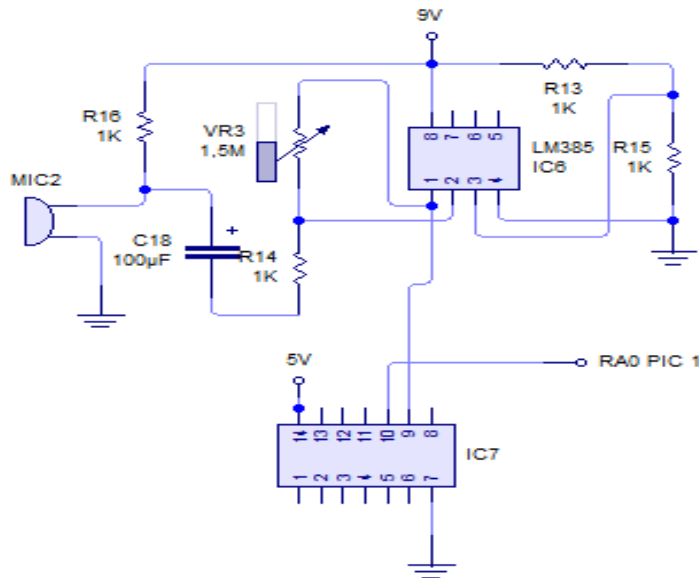 9V
R13
1K
R16
1K
VR3
1,5M
8 7 6 5
LM385
IC6
R15
1K
MIC2
1 2 3 4
+
C18
100µF
R14
1K
5V
RA0 PIC 1
14 13 12 11 10 9 8
IC7
1 2 3 4 5 6 7